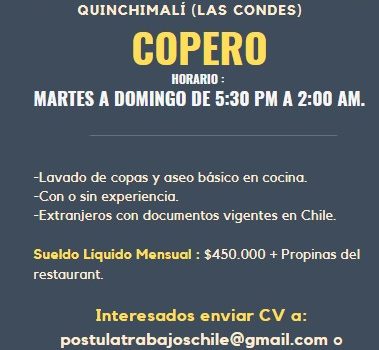 QUINCHIMALÍ (LAS CONDES)
COPERO
HORARIO :
MARTES A DOMINGO DE 5:30 PM A 2:00 AM.
-Lavado de copas y aseo básico en cocina.
-Con o sin experiencia.
-Extranjeros con documentos vigentes en Chile.
Sueldo Líquido Mensual : $450.000 + Propinas del
restaurant.
Interesados enviar CV a:
postulatrabajoschile@gmail.com o